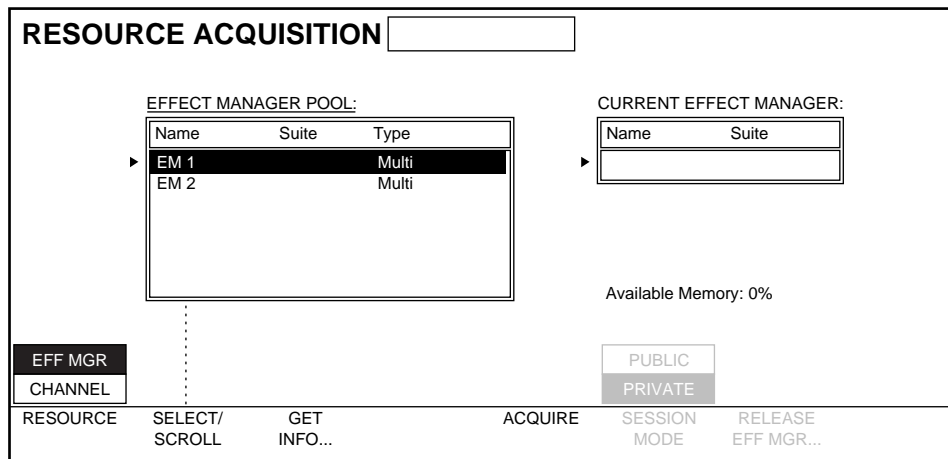 RESOURCE ACQUISITION
EFFECT MANAGER POOL:
Name Suite Type
EM 1 Multi
EM 2 Multi
CURRENT EFFECT MANAGER:
Name Suite
Available Memory: 0%
EFF MGR
CHANNEL
PUBLIC
PRIVATE
RESOURCE
SELECT/
SCROLL
GET
INFO...
ACQUIRE
SESSION
MODE
RELEASE
EFF MGR...